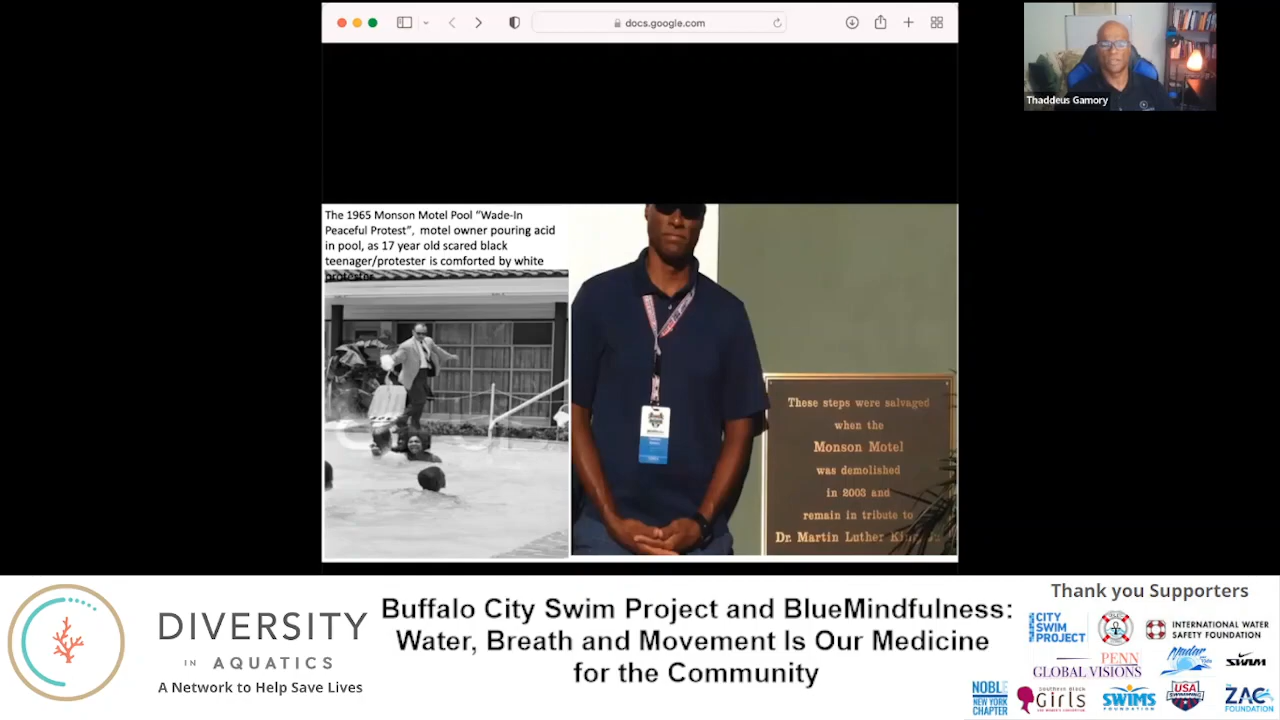 docs.google.com
Thaddeus Gamory
The 1965 Monson Motel Pool “Wade-In
Peaceful Protest”, motel owner pouring acid
in pool, as 17 year old scared black
teenager/protester is comforted by white
protester
These steps were salvaged
when the
Monson Motel
was demolished
in 2003 and
remain in tribute to
Dr. Martin Luther King, Jr.
DIVERSITY
IN AQUATICS
A Network to Help Save Lives
Buffalo City Swim Project and BlueMindfulness:
Water, Breath and Movement Is Our Medicine
for the Community
Thank you Supporters
CITY
SWIM
PROJECT
INTERNATIONAL WATER
SAFETY FOUNDATION
PENN
GLOBAL VISIONS
SWIM
NOBLE
NEW YORK
CHAPTER
Girls
SWIMS
FOUNDATION
USA
SWIMMING
ZAC
FOUNDATION